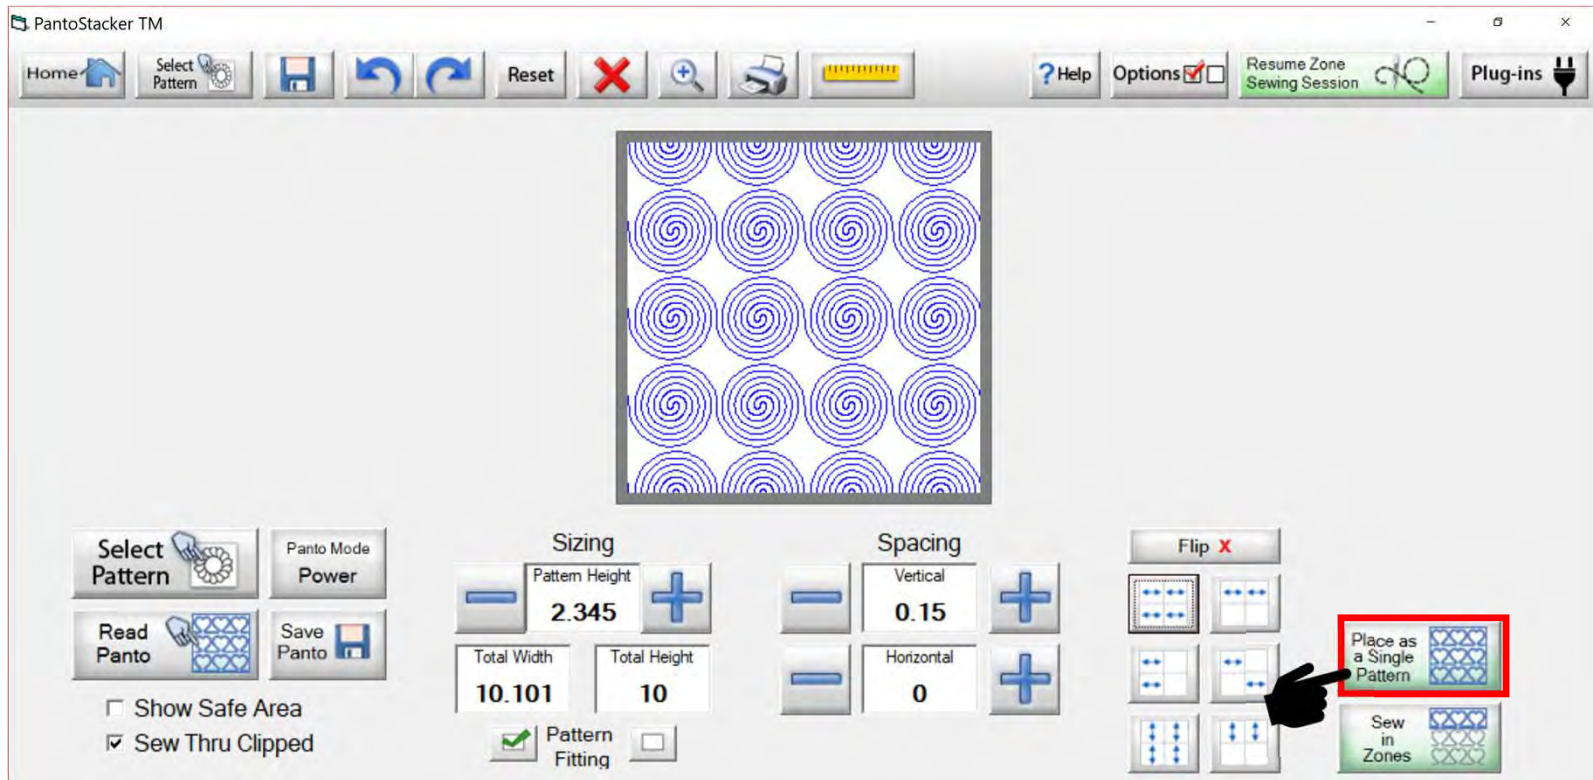 PantoStacker TM
Home
Select
Pattern
Reset
?Help
Options
Resume Zone
Sewing Session
Plug-ins
Select
Pattern
Panto Mode
Power
Read
Panto
Save
Panto
Show Safe Area
Sew Thru Clipped
Sizing
Pattern Height
2.345
Total Width
10.101
Total Height
10
Pattern
Fitting
Spacing
Vertical
0.15
Horizontal
0
Flip X
Place as
a Single
Pattern
Sew
in
Zones